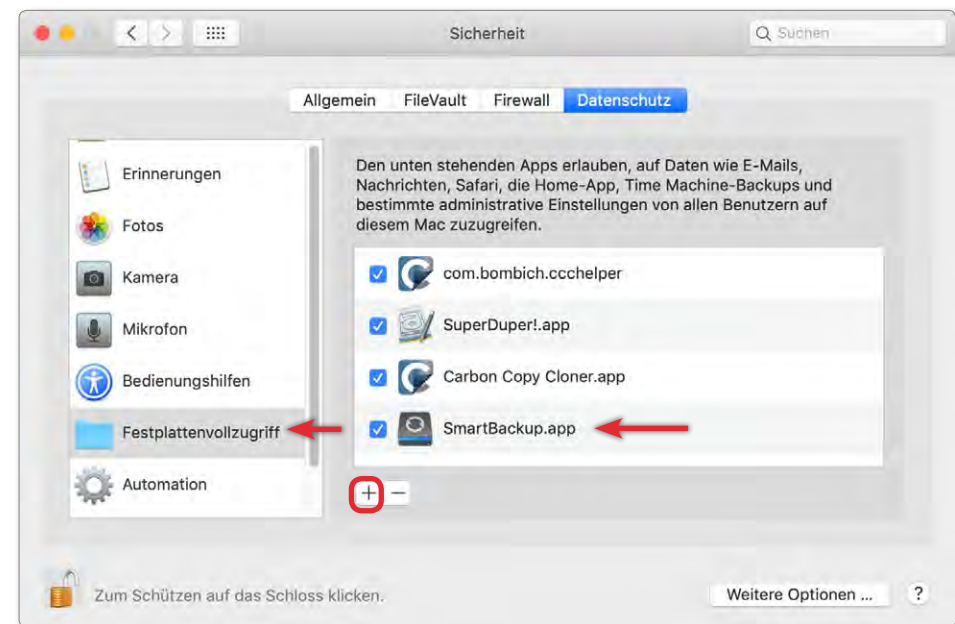 Sicherheit
Suchen
Allgemein FileVault Firewall Datenschutz
Erinnerungen
Fotos
Kamera
Mikrofon
Bedienungshilfen
Festplattenvollzugriff
Automation
Den unten stehenden Apps erlauben, auf Daten wie E-Mails,
Nachrichten, Safari, die Home-App, Time Machine-Backups und
bestimmte administrative Einstellungen von allen Benutzern auf
diesem Mac zuzugreifen.
com.bombich.ccchelper
SuperDuper!.app
Carbon Copy Cloner.app
SmartBackup.app
+ −
Zum Schützen auf das Schloss klicken.
Weitere Optionen ... ?